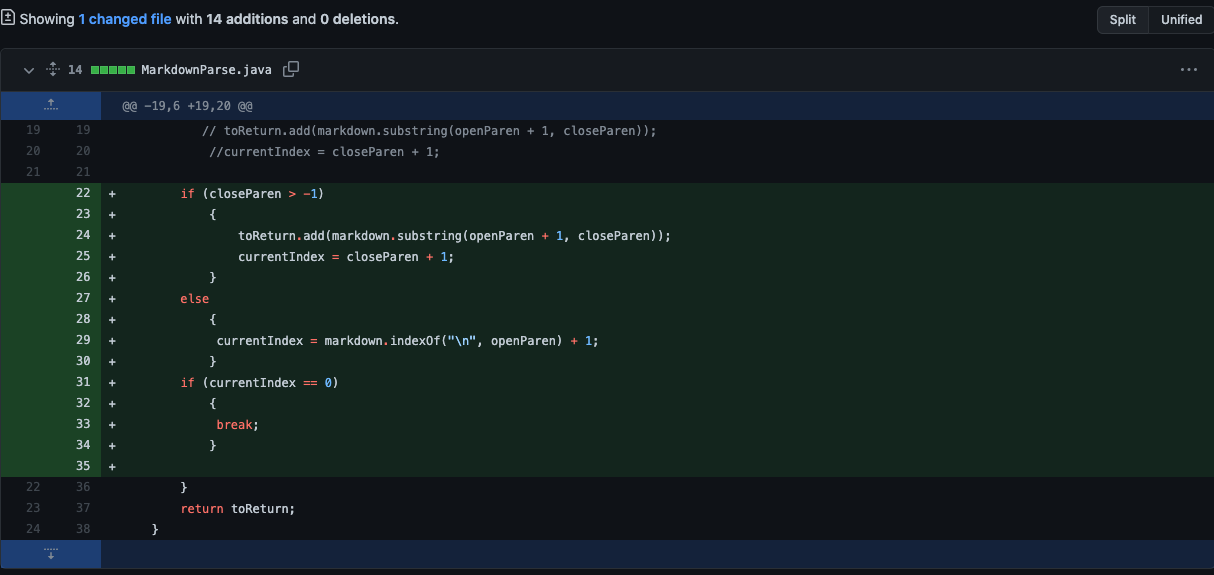 Showing 1 changed file with 14 additions and 0 deletions.
Split Unified
14 MarkdownParse.java
@@ -19,6 +19,20 @@
19 19 // toReturn.add(markdown.substring(openParen + 1, closeParen));
20 20 //currentIndex = closeParen + 1;
21 21
22 + if (closeParen > -1)
23 + {
24 + toReturn.add(markdown.substring(openParen + 1, closeParen));
25 + currentIndex = closeParen + 1;
26 + }
27 + else
28 + {
29 + currentIndex = markdown.indexOf("\n", openParen) + 1;
30 + }
31 + if (currentIndex == 0)
32 + {
33 + break;
34 + }
35 +
22 36 }
23 37 return toReturn;
24 38 }